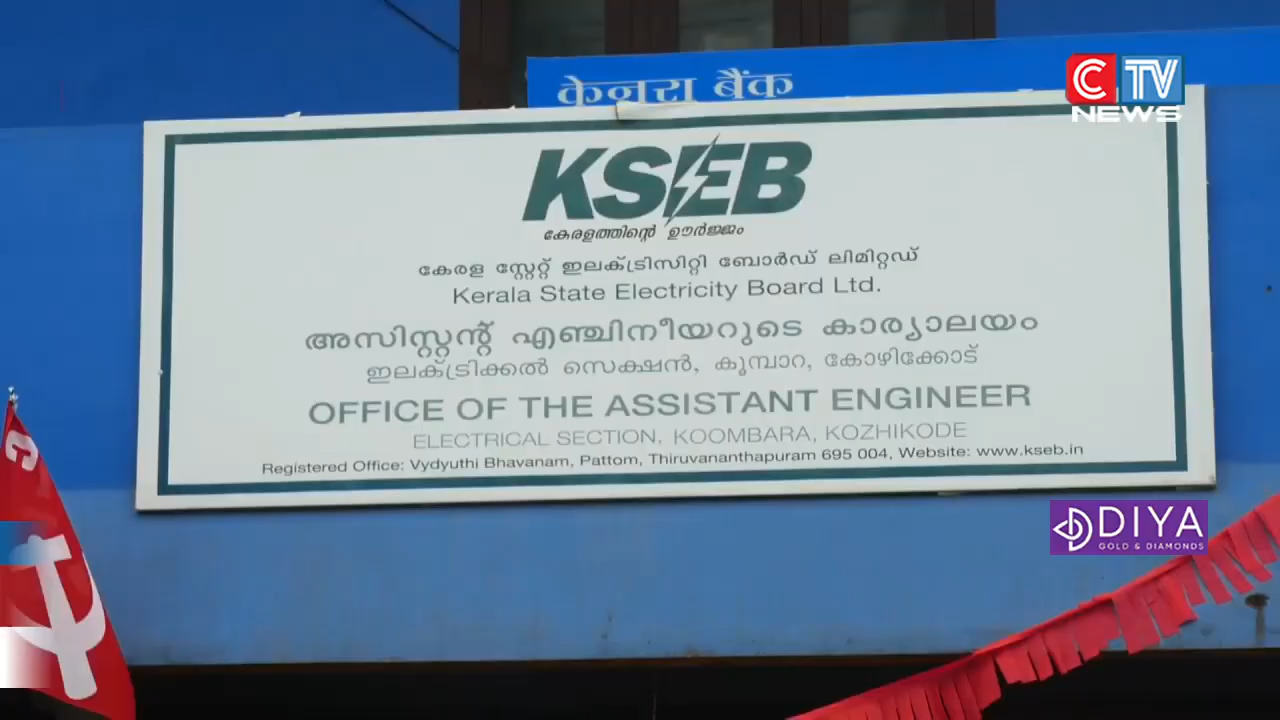 केनरा बैंक
C TV
NEWS
KSEB
കേരളത്തിന്റെ ഊർജ്ജം
കേരള സ്റ്റേറ്റ് ഇലക്ട്രിസിറ്റി ബോർഡ് ലിമിറ്റഡ്
Kerala State Electricity Board Ltd.
അസിസ്റ്റന്റ് എഞ്ചിനീയറുടെ കാര്യാലയം
ഇലക്ട്രിക്കൽ സെക്ഷൻ, കൂമ്പാറ, കോഴിക്കോട്
OFFICE OF THE ASSISTANT ENGINEER
ELECTRICAL SECTION, KOOMBARA, KOZHIKODE
Registered Office: Vydyuthi Bhavanam, Pattom, Thiruvananthapuram 695 004, Website: www.kseb.in
DIYA
GOLD & DIAMONDS